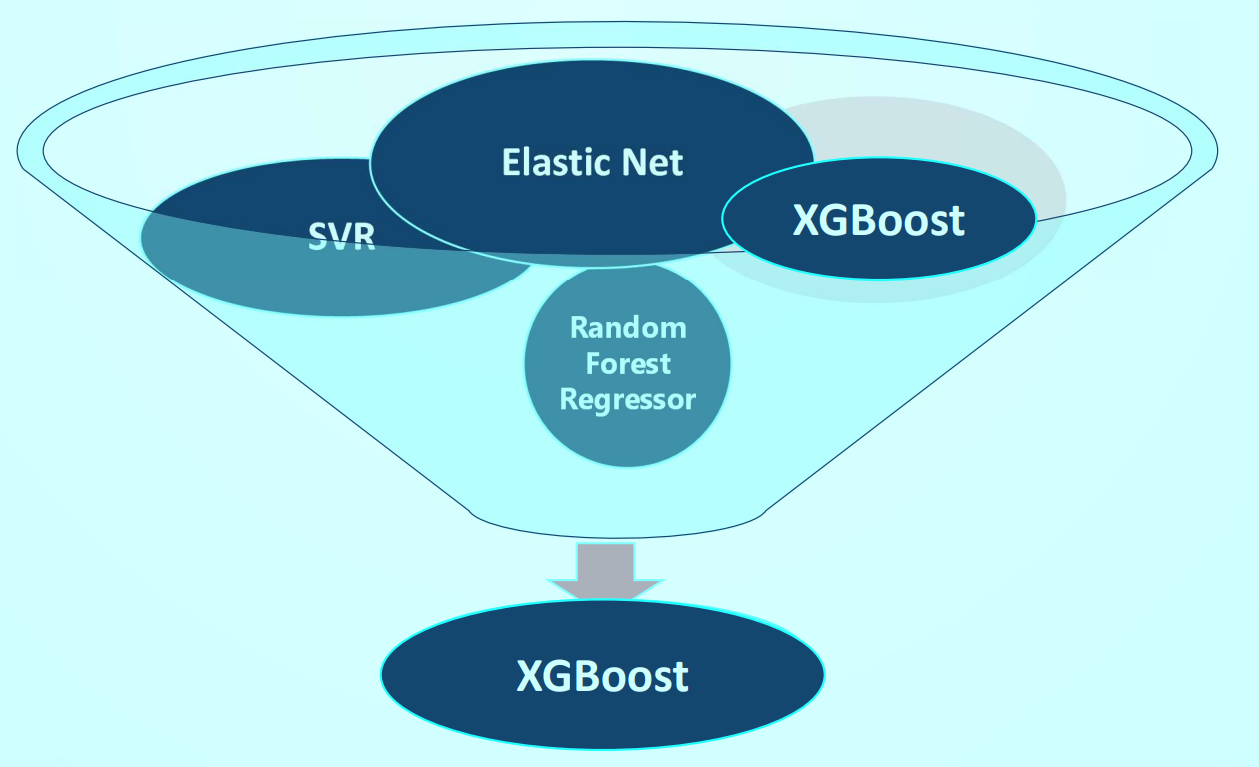 Elastic Net
SVR
XGBoost
Random
Forest
Regressor
XGBoost